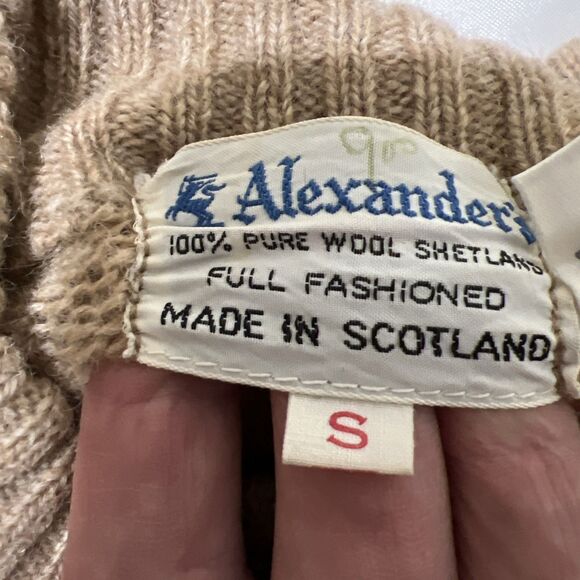 Alexander's
100% PURE WOOL SHETLAND
FULL FASHIONED
MADE IN SCOTLAND
S